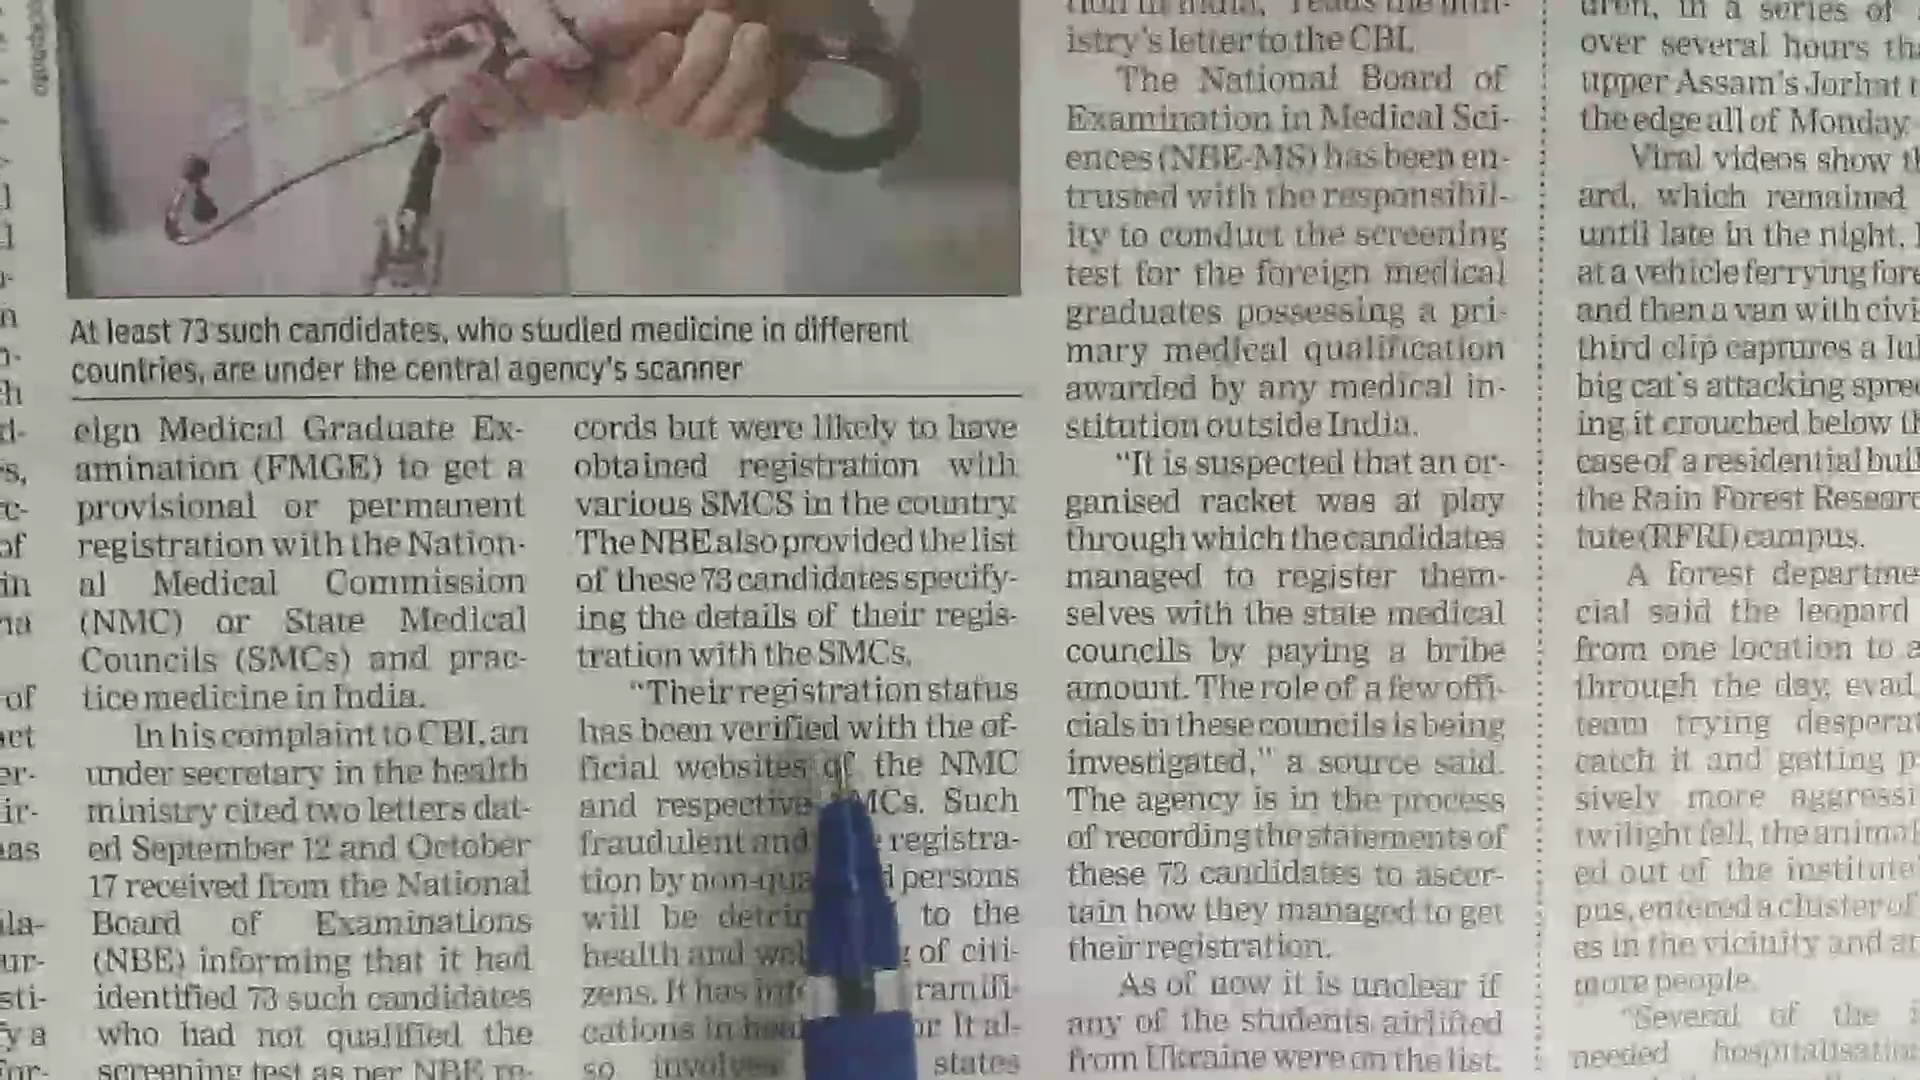 At least 73 such candidates, who studied medicine in different
countries, are under the central agency's scanner
eign Medical Graduate Ex-
amination (FMGE) to get a
provisional or permanent
registration with the Nation-
al Medical Commission
(NMC) or State Medical
Councils (SMCs) and prac-
tice medicine in India.
In his complaint to CBI, an
under secretary in the health
ministry cited two letters dat-
ed September 12 and October
17 received from the National
Board of Examinations
(NBE) informing that it had
identified 73 such candidates
who had not qualified the
screening test as per NBE re-
cords but were likely to have
obtained registration with
various SMCS in the country.
The NBE also provided the list
of these 73 candidates specify-
ing the details of their regis-
tration with the SMCs.
"Their registration status
has been verified with the of-
ficial websites of the NMC
and respective MCs. Such
fraudulent and registra-
tion by persons
will be to the
health and of citi-
zens. It has ramifi-
cations in or It al-
so involves states
istry's letter to the CBI.
The National Board of
Examination in Medical Sci-
ences (NBE-MS) has been en-
trusted with the responsibil-
ity to conduct the screening
test for the foreign medical
graduates possessing a pri-
mary medical qualification
awarded by any medical in-
stitution outside India.
"It is suspected that an or-
ganised racket was at play
through which the candidates
managed to register them-
selves with the state medical
councils by paying a bribe
amount. The role of a few offi-
cials in these councils is being
investigated," a source said.
The agency is in the process
of recording the statements of
these 73 candidates to ascer-
tain how they managed to get
their registration.
As of now it is unclear if
any of the students airlifted
from Ukraine were on the list.
in a series of
over several hours
upper Assam's Jorhat
the edge all of Monday
Viral videos show
ard, which remained
until late in the night.
at a vehicle ferrying
and then a van with
third clip captures a
big cat's attacking
ing it crouched below
case of a residential
the Rain Forest
tute (RFRI) campus.
A forest
cial said the leopard
from one location to
through the day,
team trying
catch it and getting
sively more
twilight fell, the
ed out of the institute
pus, entered a cluster of
es in the vicinity and
more people.
"Several of the
needed